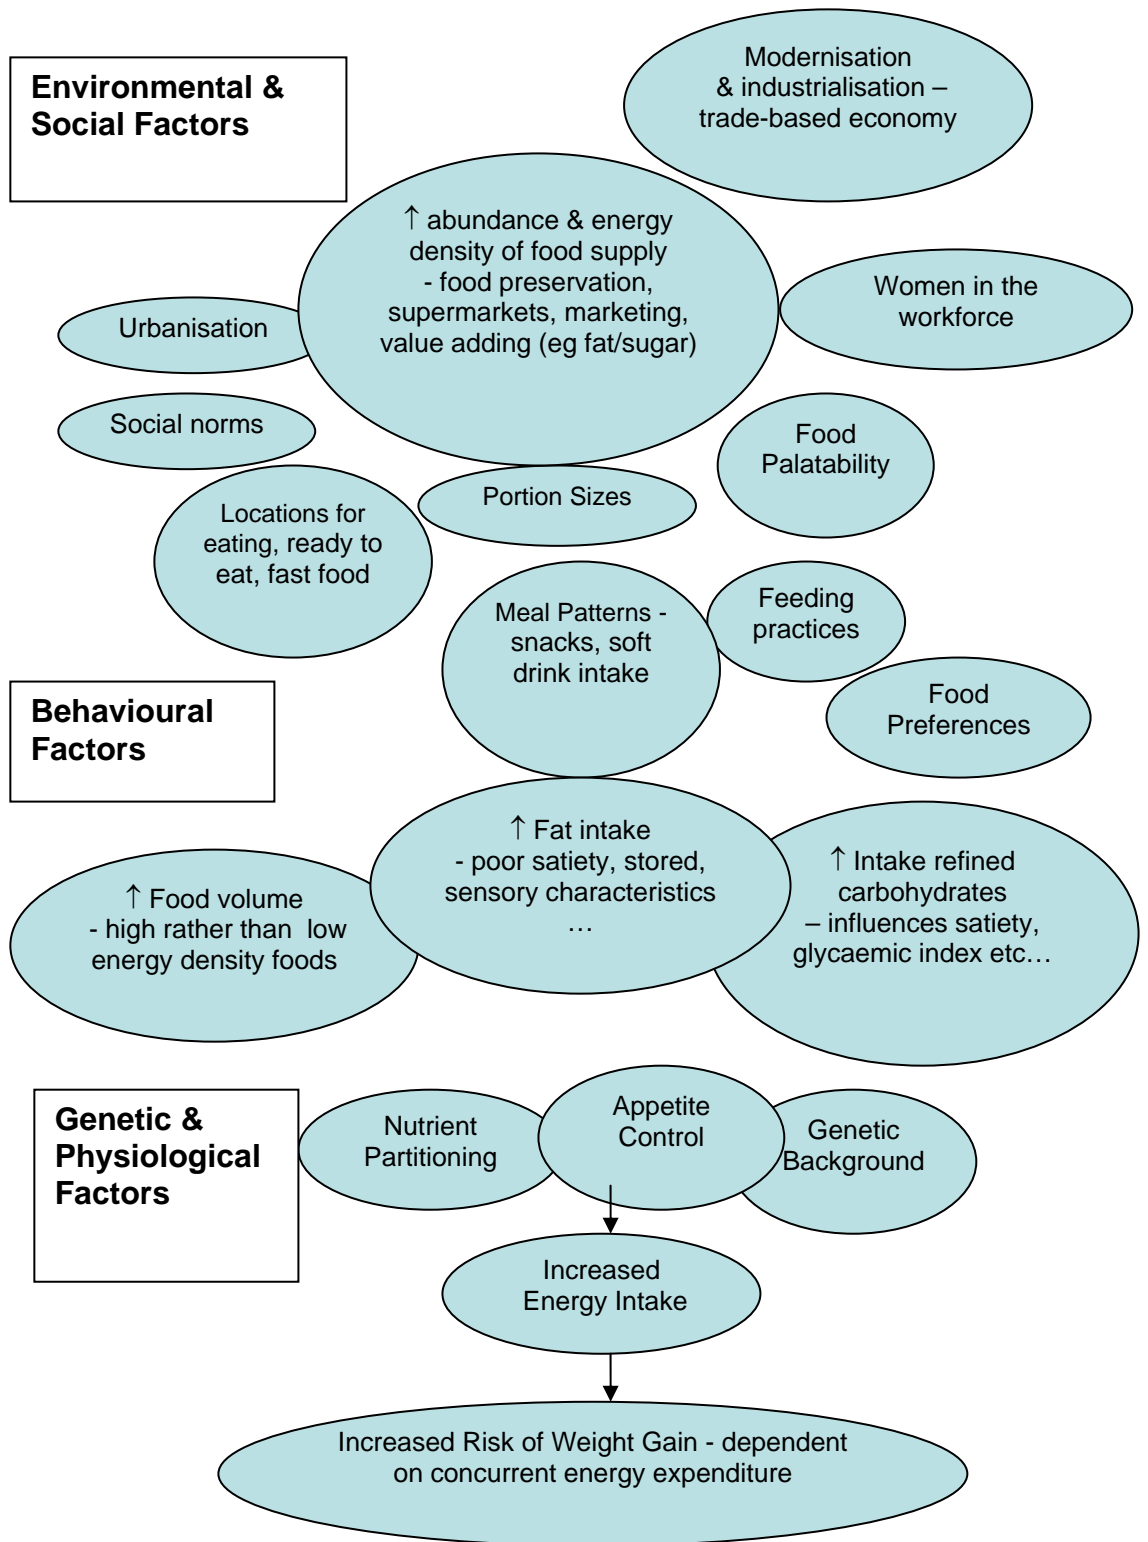 Environmental &
Social Factors
Modernisation
& industrialisation –
trade-based economy
↑ abundance & energy
density of food supply
- food preservation,
supermarkets, marketing,
value adding (eg fat/sugar)
Women in the
workforce
Urbanisation
Social norms
Food
Palatability
Portion Sizes
Locations for
eating, ready to
eat, fast food
Meal Patterns -
snacks, soft
drink intake
Feeding
practices
Food
Preferences
Behavioural
Factors
↑ Fat intake
- poor satiety, stored,
sensory characteristics
…
↑ Intake refined
carbohydrates
– influences satiety,
glycaemic index etc…
↑ Food volume
- high rather than low
energy density foods
Genetic &
Physiological
Factors
Nutrient
Partitioning
Appetite
Control
Genetic
Background
Increased
Energy Intake
Increased Risk of Weight Gain - dependent
on concurrent energy expenditure